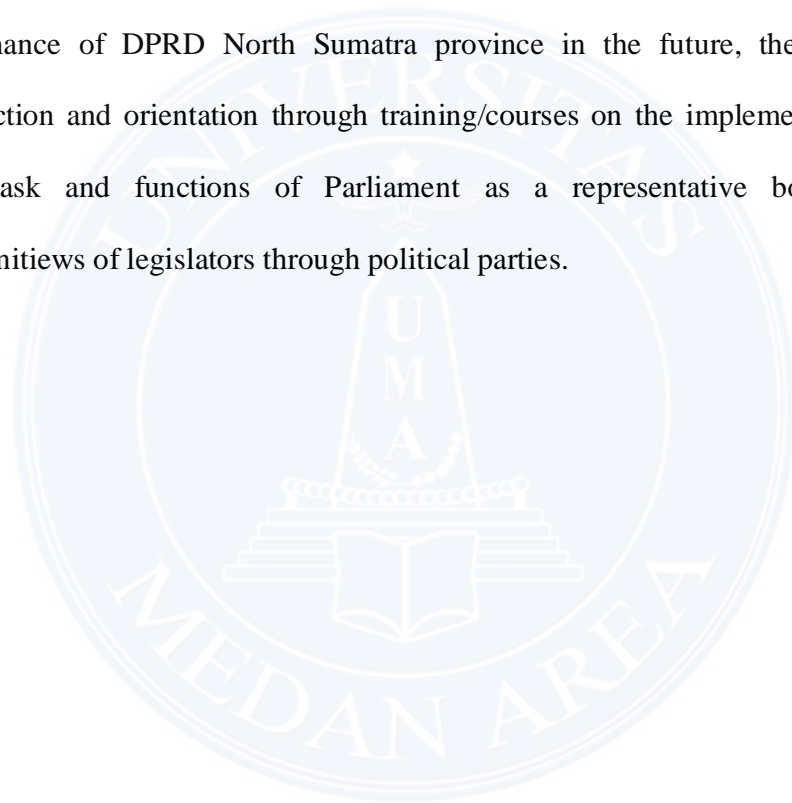 nance of DPRD North Sumatra province in the future, the
ction and orientation through training/courses on the impleme
ask and functions of Parliament as a representative bo
nitiews of legislators through political parties.
UNIVERSITAS
U
M
A
MEDAN AREA